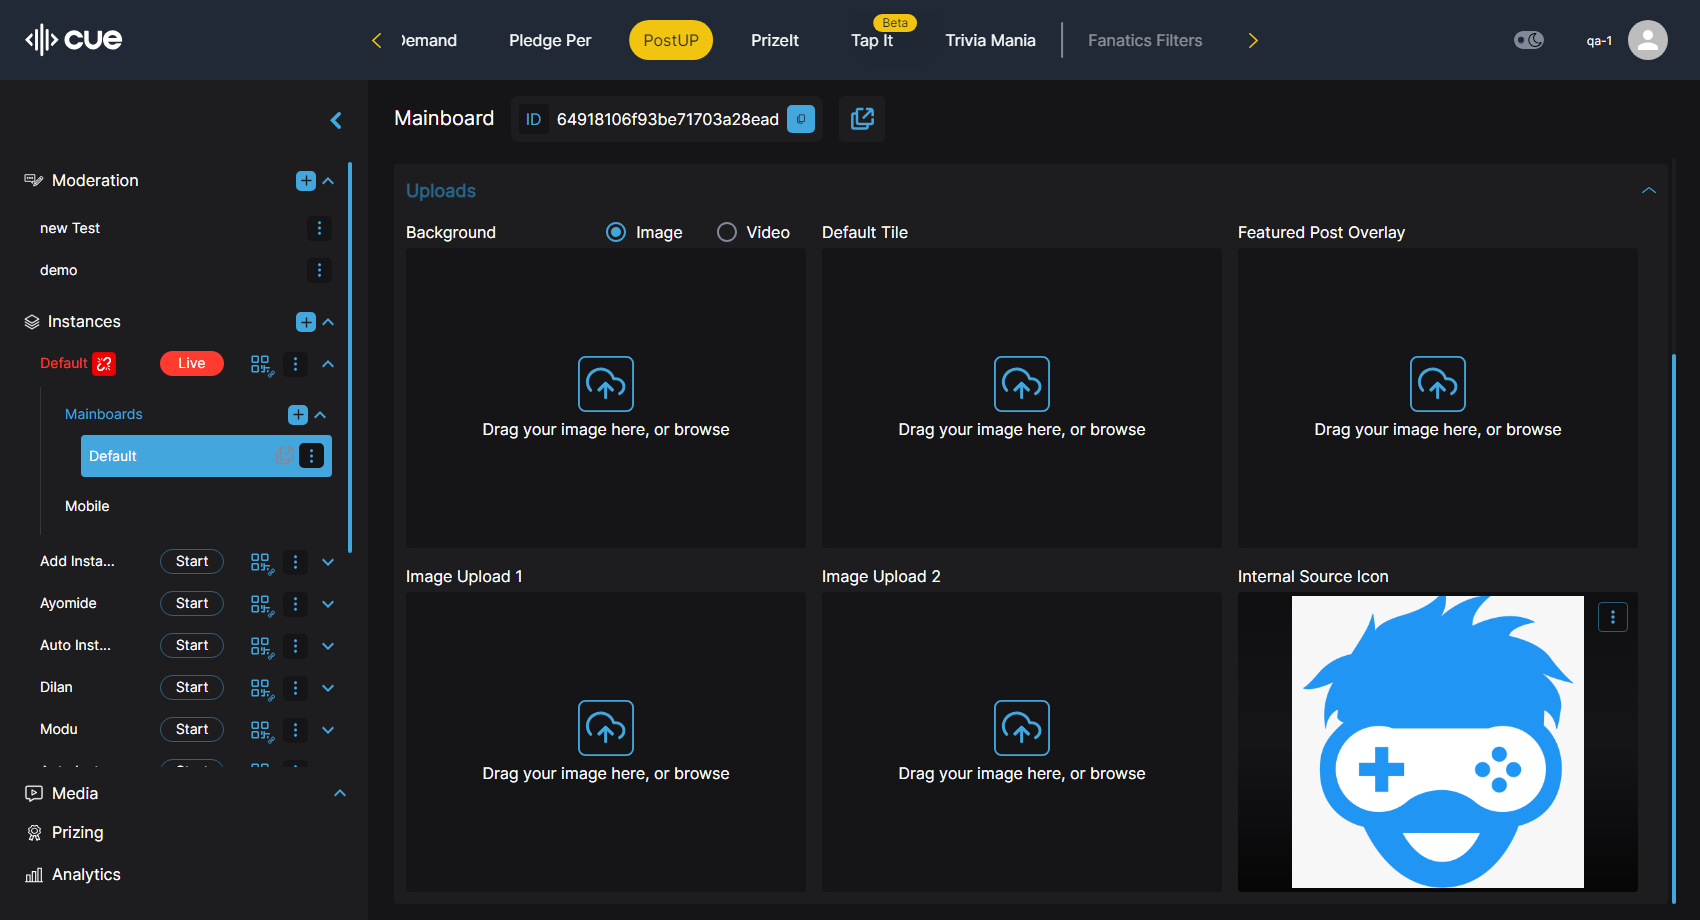 cue
Demand
Pledge Per
PostUP
PrizeIt
Beta
Tap It
Trivia Mania
Fanatics Filters
qa-1
Mainboard
ID
64918106f93be71703a28ead
Moderation
new Test
demo
Instances
Default
Live
Mainboards
Default
Mobile
Add Insta...
Start
Ayomide
Start
Auto Inst...
Start
Dilan
Start
Modu
Start
Media
Prizing
Analytics
Uploads
Background
Image
Video
Default Tile
Featured Post Overlay
Drag your image here, or browse
Drag your image here, or browse
Drag your image here, or browse
Image Upload 1
Image Upload 2
Internal Source Icon
Drag your image here, or browse
Drag your image here, or browse